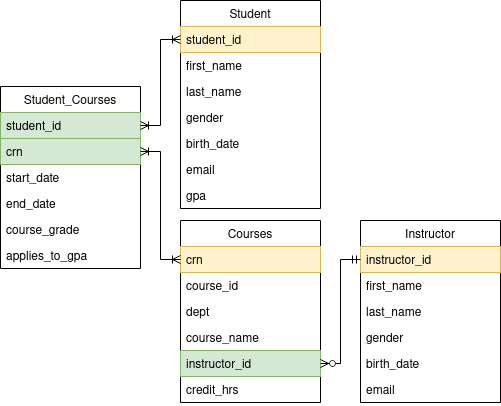 Student
student_id
first_name
last_name
gender
birth_date
email
gpa
Student_Courses
student_id
crn
start_date
end_date
course_grade
applies_to_gpa
Courses
crn
course_id
dept
course_name
instructor_id
credit_hrs
Instructor
instructor_id
first_name
last_name
gender
birth_date
email